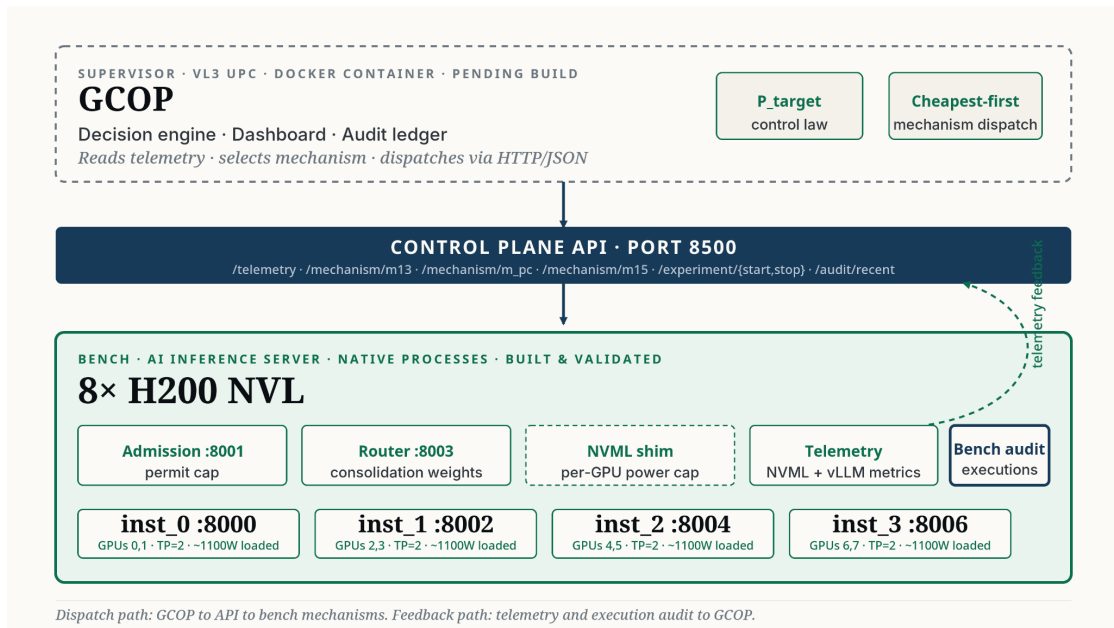 SUPERVISOR · VL3 UPC · DOCKER CONTAINER · PENDING BUILD
GCOP
Decision engine · Dashboard · Audit ledger
Reads telemetry · selects mechanism · dispatches via HTTP/JSON
P_target
control law
Cheapest-first
mechanism dispatch
CONTROL PLANE API · PORT 8500
/telemetry · /mechanism/m13 · /mechanism/m_pc · /mechanism/m15 · /experiment/{start,stop} · /audit/recent
telemetry feedback
BENCH · AI INFERENCE SERVER · NATIVE PROCESSES · BUILT & VALIDATED
8× H200 NVL
Admission :8001
permit cap
Router :8003
consolidation weights
NVML shim
per-GPU power cap
Telemetry
NVML + vLLM metrics
Bench audit
executions
inst_0 :8000
GPUs 0,1 · TP=2 · ~1100W loaded
inst_1 :8002
GPUs 2,3 · TP=2 · ~1100W loaded
inst_2 :8004
GPUs 4,5 · TP=2 · ~1100W loaded
inst_3 :8006
GPUs 6,7 · TP=2 · ~1100W loaded
Dispatch path: GCOP to API to bench mechanisms. Feedback path: telemetry and execution audit to GCOP.